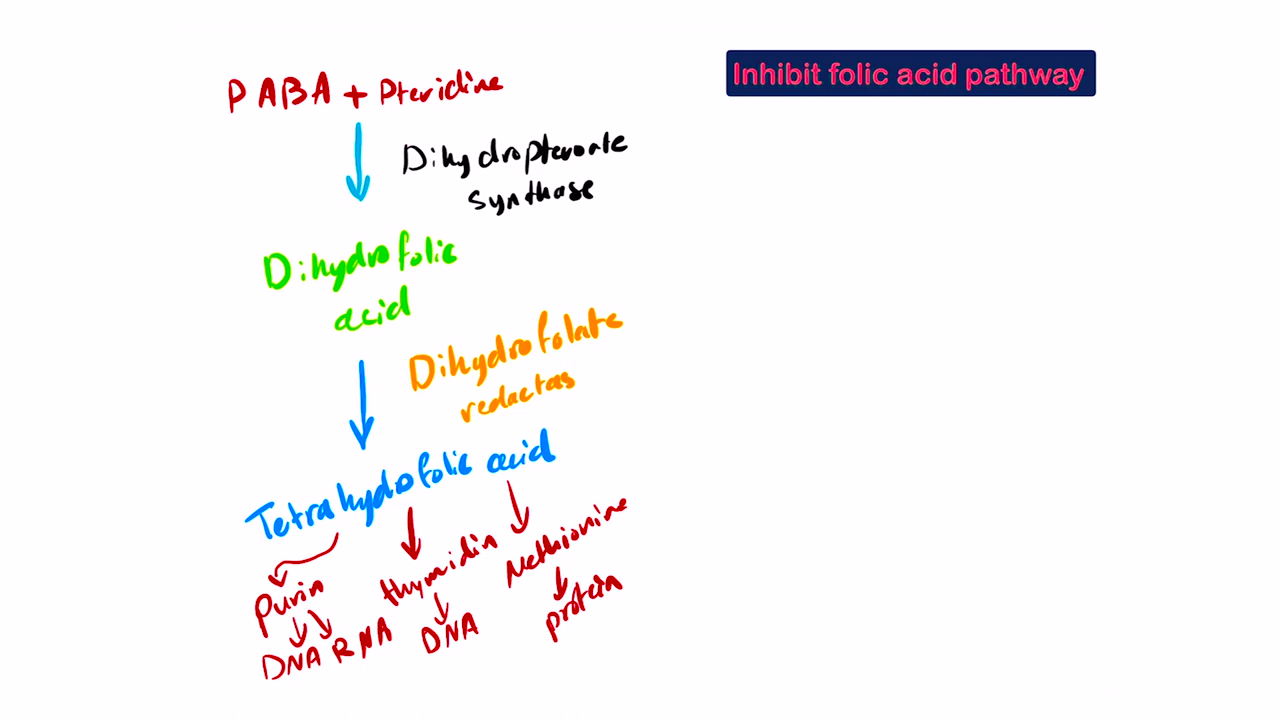 Inhibit folic acid pathway
PABA + Pteridine
Dihydropteroate
synthase
Dihydrofolic
acid
Dihydrofolate
redactas
Tetrahydrofolic acid
purin
thymidin
Methionine
DNA RNA
DNA
protein